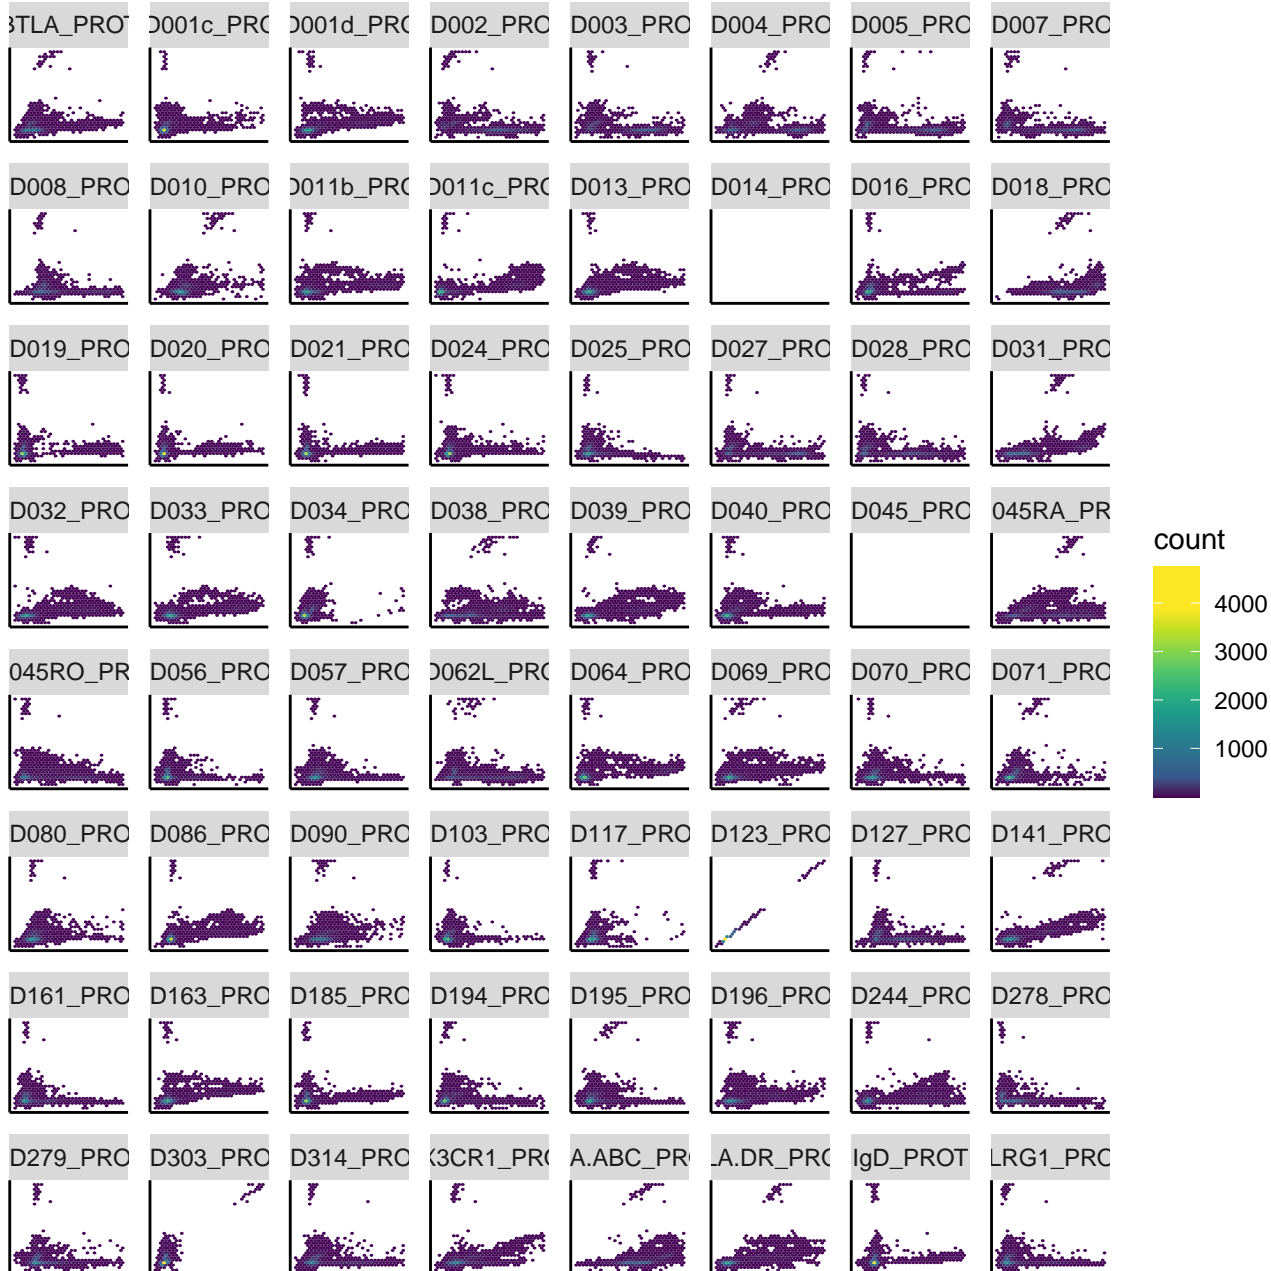 BTLA_PROT D001c_PRO D001d_PRO D002_PRO D003_PRO D004_PRO D005_PRO D007_PRO
D008_PRO D010_PRO D011b_PRO D011c_PRO D013_PRO D014_PRO D016_PRO D018_PRO
D019_PRO D020_PRO D021_PRO D024_PRO D025_PRO D027_PRO D028_PRO D031_PRO
D032_PRO D033_PRO D034_PRO D038_PRO D039_PRO D040_PRO D045_PRO 045RA_PR
045RO_PR D056_PRO D057_PRO D062L_PRO D064_PRO D069_PRO D070_PRO D071_PRO
D080_PRO D086_PRO D090_PRO D103_PRO D117_PRO D123_PRO D127_PRO D141_PRO
D161_PRO D163_PRO D185_PRO D194_PRO D195_PRO D196_PRO D244_PRO D278_PRO
D279_PRO D303_PRO D314_PRO X3CR1_PRO A.ABC_PR LA.DR_PRO IgD_PROT LRG1_PRO
count
4000
3000
2000
1000